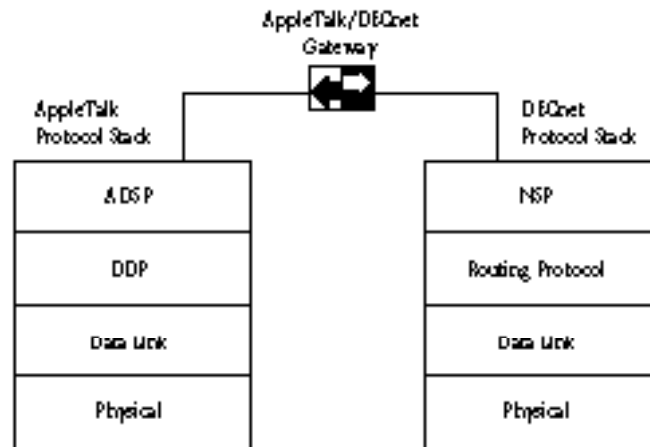 AppleTalk/DECnet
Gateway
AppleTalk
Protocol Stack
DECnet
Protocol Stack
ADSP
NSP
DDP
Routing Protocol
Data Link
Data Link
Physical
Physical